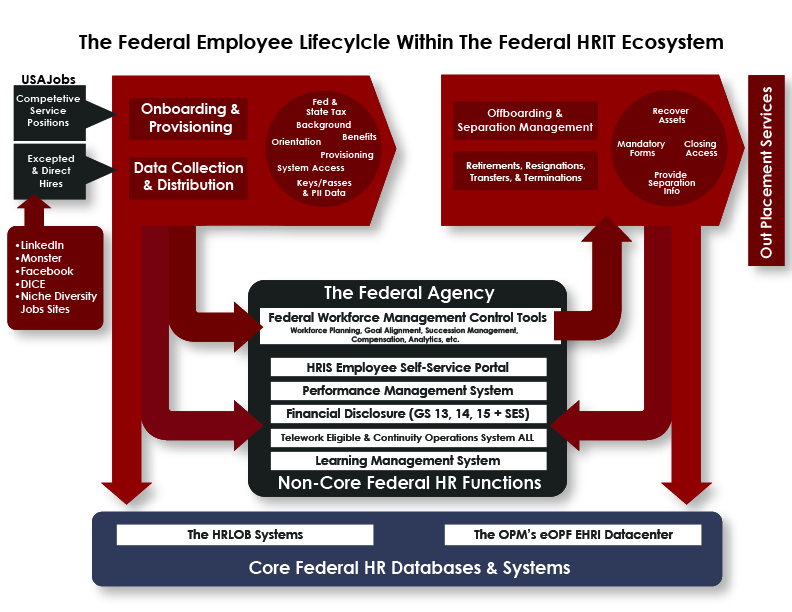 The Federal Employee Lifecylcle Within The Federal HRIT Ecosystem
USAJobs
Competetive
Service
Positions
Excepted
& Direct
Hires
•LinkedIn
•Monster
•Facebook
•DICE
•Niche Diversity
Jobs Sites
Onboarding &
Provisioning
Data Collection
& Distribution
Fed &
State Tax
Background
Benefits
Orientation
Provisioning
System Access
Keys/Passes
& PII Data
Offboarding &
Separation Management
Retirements, Resignations,
Transfers, & Terminations
Recover
Assets
Mandatory
Forms
Closing
Access
Provide
Separation
Info
Out Placement Services
The Federal Agency
Federal Workforce Management Control Tools
Workforce Planning, Goal Alignment, Succession Management,
Compensation, Analytics, etc.
HRIS Employee Self-Service Portal
Performance Management System
Financial Disclosure (GS 13, 14, 15 + SES)
Telework Eligible & Continuity Operations System ALL
Learning Management System
Non-Core Federal HR Functions
The HRLOB Systems
The OPM's eOPF EHRI Datacenter
Core Federal HR Databases & Systems